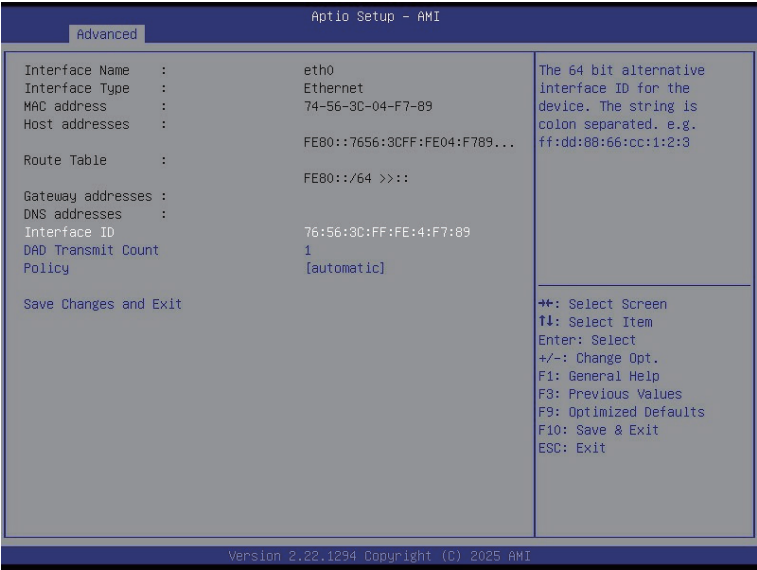 Aptio Setup - AMI
Advanced
Interface Name : eth0
Interface Type : Ethernet
MAC address : 74-56-3C-04-F7-89
Host addresses :
FE80::7656:3CFF:FE04:F789...
Route Table :
FE80::/64 >>::
Gateway addresses :
DNS addresses :
Interface ID 76:56:3C:FF:FE:4:F7:89
DAD Transmit Count 1
Policy [automatic]
Save Changes and Exit
The 64 bit alternative
interface ID for the
device. The string is
colon separated. e.g.
ff:dd:88:66:cc:1:2:3
→←: Select Screen
↑↓: Select Item
Enter: Select
+/-: Change Opt.
F1: General Help
F3: Previous Values
F9: Optimized Defaults
F10: Save & Exit
ESC: Exit
Version 2.22.1294 Copyright (C) 2025 AMI